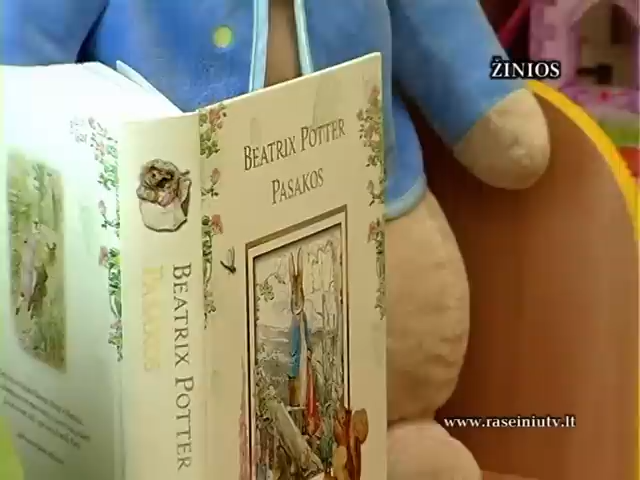 ŽINIOS
BEATRIX POTTER
PASAKOS
BEATRIX POTTER
PASAKOS
www.raseiniutv.lt